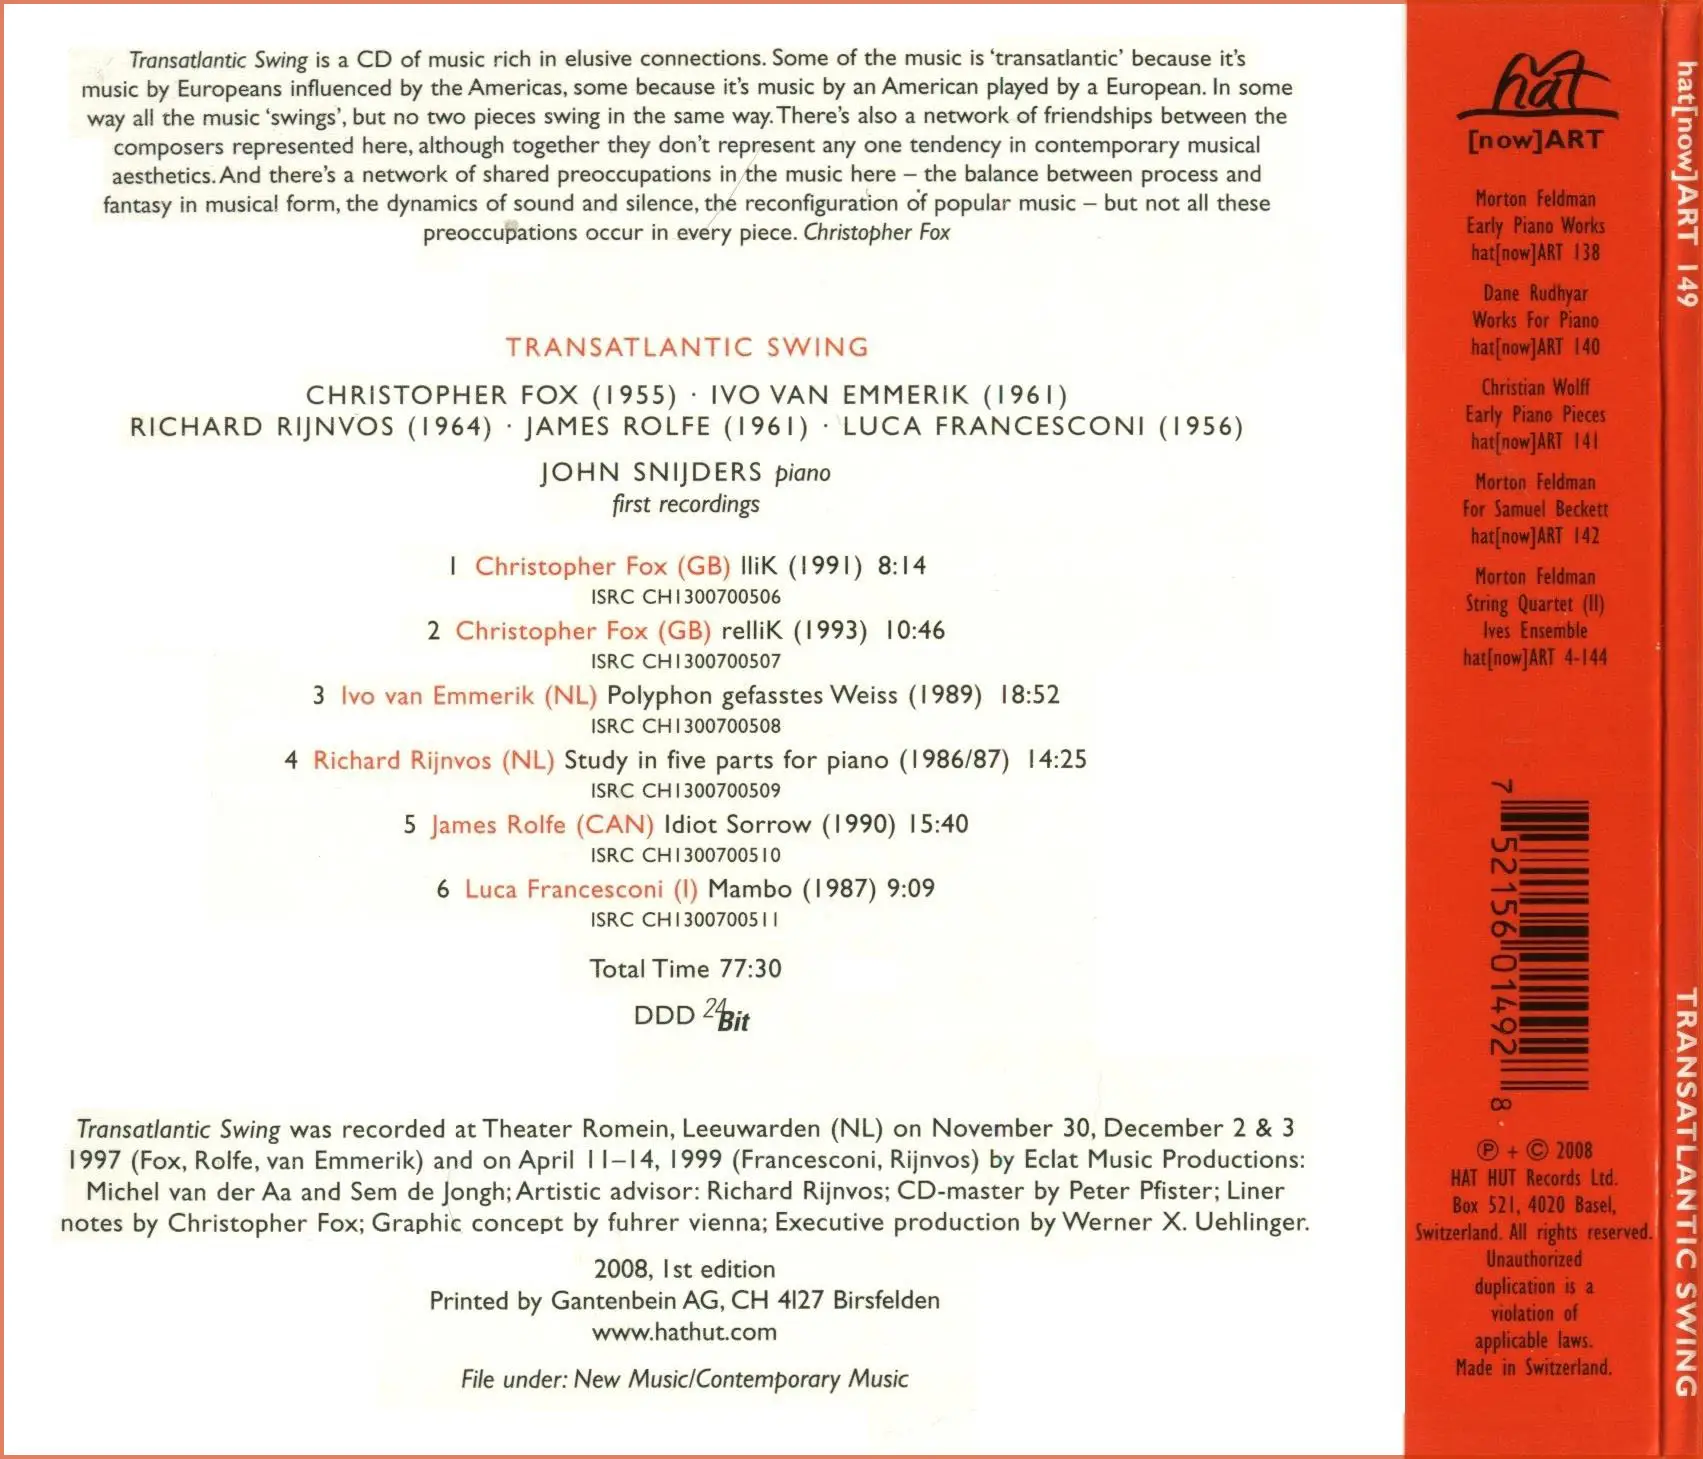 Transatlantic Swing is a CD of music rich in elusive connections. Some of the music is ‘transatlantic’ because it’s
music by Europeans influenced by the Americas, some because it’s music by an American played by a European. In some
way all the music ‘swings’, but no two pieces swing in the same way. There’s also a network of friendships between the
composers represented here, although together they don’t represent any one tendency in contemporary musical
aesthetics. And there’s a network of shared preoccupations in the music here – the balance between process and
fantasy in musical form, the dynamics of sound and silence, the reconfiguration of popular music – but not all these
preoccupations occur in every piece. Christopher Fox
TRANSATLANTIC SWING
CHRISTOPHER FOX (1955) · IVO VAN EMMERIK (1961)
RICHARD RIJNVOS (1964) · JAMES ROLFE (1961) · LUCA FRANCESCONI (1956)
JOHN SNIJDERS piano
first recordings
1 Christopher Fox (GB) lliK (1991) 8:14
ISRC CH1300700506
2 Christopher Fox (GB) relliK (1993) 10:46
ISRC CH1300700507
3 Ivo van Emmerik (NL) Polyphon gefasstes Weiss (1989) 18:52
ISRC CH1300700508
4 Richard Rijnvos (NL) Study in five parts for piano (1986/87) 14:25
ISRC CH1300700509
5 James Rolfe (CAN) Idiot Sorrow (1990) 15:40
ISRC CH1300700510
6 Luca Francesconi (I) Mambo (1987) 9:09
ISRC CH1300700511
Total Time 77:30
DDD 24Bit
Transatlantic Swing was recorded at Theater Romein, Leeuwarden (NL) on November 30, December 2 & 3
1997 (Fox, Rolfe, van Emmerik) and on April 11–14, 1999 (Francesconi, Rijnvos) by Eclat Music Productions:
Michel van der Aa and Sem de Jongh; Artistic advisor: Richard Rijnvos; CD-master by Peter Pfister; Liner
notes by Christopher Fox; Graphic concept by fuhrer vienna; Executive production by Werner X. Uehlinger.
2008, 1st edition
Printed by Gantenbein AG, CH 4127 Birsfelden
www.hathut.com
File under: New Music/Contemporary Music
hat
[now]ART
Morton Feldman
Early Piano Works
hat[now]ART 138
Dane Rudhyar
Works For Piano
hat[now]ART 140
Christian Wolff
Early Piano Pieces
hat[now]ART 141
Morton Feldman
For Samuel Beckett
hat[now]ART 142
Morton Feldman
String Quartet (II)
Ives Ensemble
hat[now]ART 4-144
7 52156 01492 8
℗ + © 2008
HAT HUT Records Ltd.
Box 521, 4020 Basel,
Switzerland. All rights reserved.
Unauthorized
duplication is a
violation of
applicable laws.
Made in Switzerland.
hat[now]ART 149
TRANSATLANTIC SWING